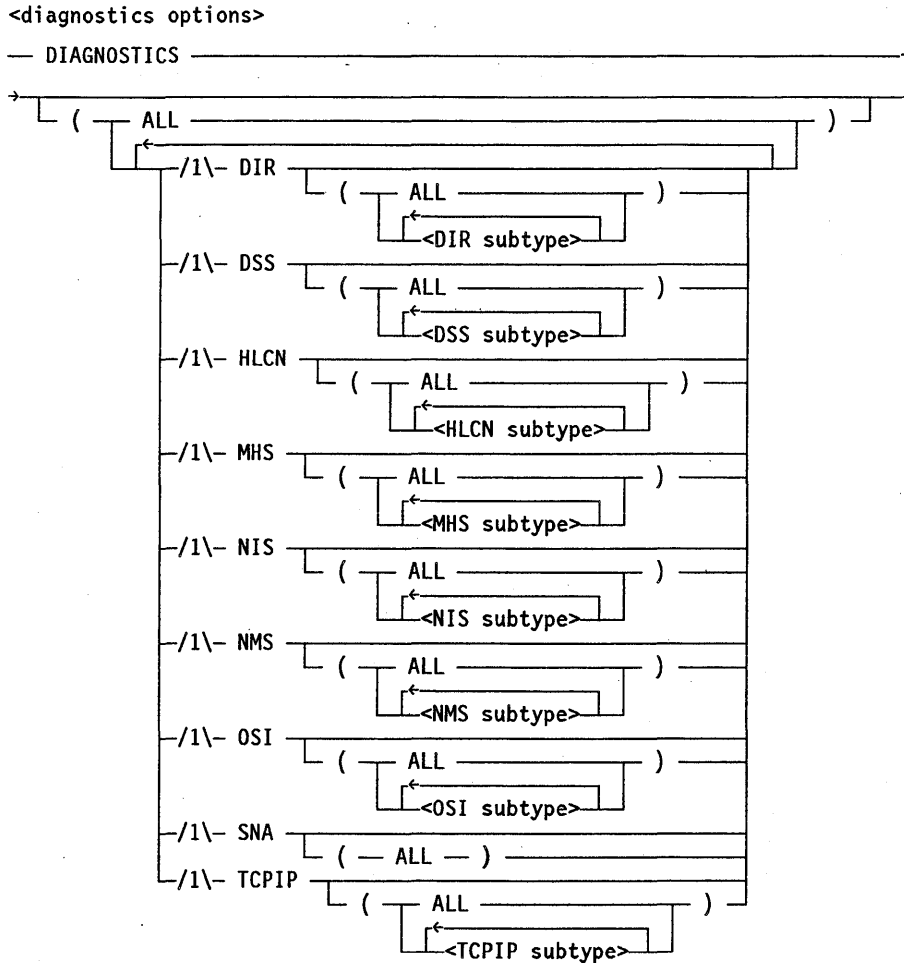 <diagnostics options>
DIAGNOSTICS
( ALL )
/1\ DIR
( ALL )
<DIR subtype>
/1\ DSS
( ALL )
<DSS subtype>
/1\ HLCN
( ALL )
<HLCN subtype>
/1\ MHS
( ALL )
<MHS subtype>
/1\ NIS
( ALL )
<NIS subtype>
/1\ NMS
( ALL )
<NMS subtype>
/1\ OSI
( ALL )
<OSI subtype>
/1\ SNA
( ALL )
/1\ TCPIP
( ALL )
<TCPIP subtype>